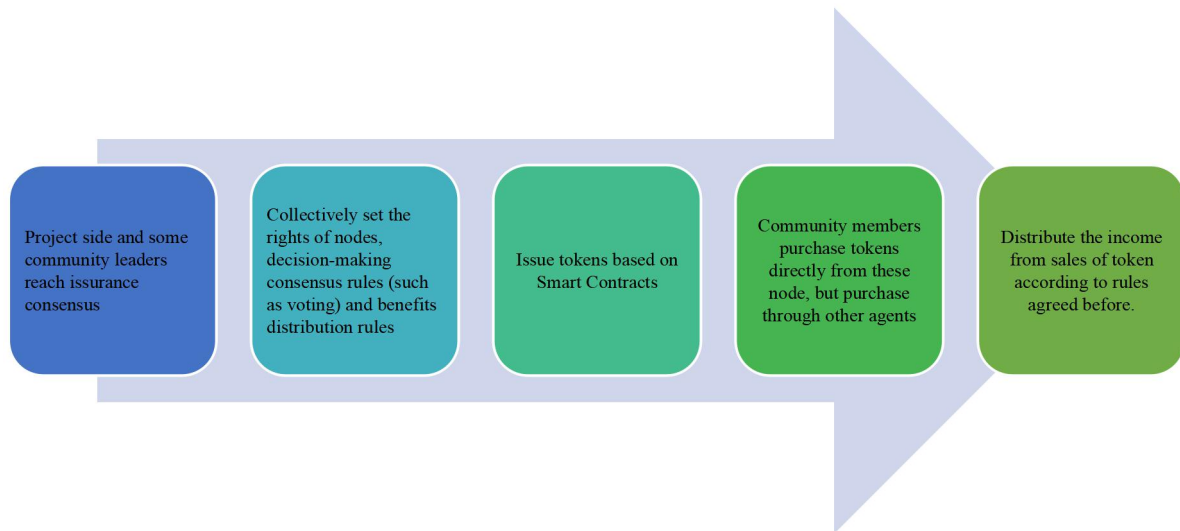 Project side and some
community leaders
reach issurance
consensus
Collectively set the
rights of nodes,
decision-making
consensus rules (such
as voting) and benefits
distribution rules
Issue tokens based on
Smart Contracts
Community members
purchase tokens
directly from these
node, but purchase
through other agents
Distribute the income
from sales of token
according to rules
agreed before.